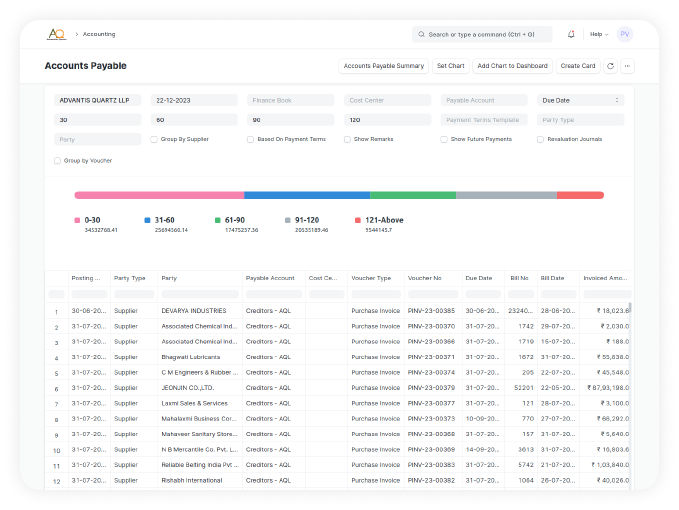 AQ
Accounting
Search or type a command (Ctrl + G)
Help
PV
Accounts Payable
Accounts Payable Summary
Set Chart
Add Chart to Dashboard
Create Card
ADVANTIS QUARTZ LLP
22-12-2023
Finance Book
Cost Center
Payable Account
Due Date
30
60
90
120
Payment Terms Template
Party Type
Party
Group By Supplier
Based On Payment Terms
Show Remarks
Show Future Payments
Revaluation Journals
Group by Voucher
0-30 31-60 61-90 91-120 121-Above
34532768.41 25694566.14 17475237.36 20535189.46 9544145.7
Posting ... Party Type Party Payable Account Cost Ce... Voucher Type Voucher No Due Date Bill No Bill Date Invoiced Amo...
1 30-06-20... Supplier DEVARYA INDUSTRIES Creditors - AQL Purchase Invoice PINV-23-00385 30-06-20... 23240... 28-06-20... ₹ 18,023.6
2 31-07-20... Supplier Associated Chemical Ind... Creditors - AQL Purchase Invoice PINV-23-00370 31-07-20... 1742 29-07-20... ₹ 2,030.0
3 31-07-20... Supplier Associated Chemical Ind... Creditors - AQL Purchase Invoice PINV-23-00366 31-07-20... 1710 15-07-20... ₹ 188.0
4 31-07-20... Supplier Bhagwati Lubricants Creditors - AQL Purchase Invoice PINV-23-00371 31-07-20... 1672 31-07-20... ₹ 55,838.0
5 31-07-20... Supplier C M Engineers & Rubber ... Creditors - AQL Purchase Invoice PINV-23-00374 31-07-20... 205 22-07-20... ₹ 45,548.0
6 31-07-20... Supplier JEONJIN CO.,LTD. Creditors - AQL Purchase Invoice PINV-23-00379 31-07-20... 52201 22-05-20... ₹ 87,93,198.0
7 31-07-20... Supplier Laxmi Sales & Services Creditors - AQL Purchase Invoice PINV-23-00377 31-07-20... 121 28-07-20... ₹ 3,100.0
8 31-07-20... Supplier Mahalaxmi Business Cor... Creditors - AQL Purchase Invoice PINV-23-00373 10-09-20... 770 27-07-20... ₹ 66,292.0
9 31-07-20... Supplier Mahaveer Sanitary Store... Creditors - AQL Purchase Invoice PINV-23-00368 31-07-20... 157 31-07-20... ₹ 5,640.0
10 31-07-20... Supplier N B Mercantile Co. Pvt. L... Creditors - AQL Purchase Invoice PINV-23-00369 14-09-20... 3613 31-07-20... ₹ 16,803.6
11 31-07-20... Supplier Reliable Belting India Pvt ... Creditors - AQL Purchase Invoice PINV-23-00383 31-07-20... 5742 21-07-20... ₹ 1,03,840.0
12 31-07-20... Supplier Rishabh International Creditors - AQL Purchase Invoice PINV-23-00382 31-07-20... 1064 26-07-20... ₹ 40,026.0